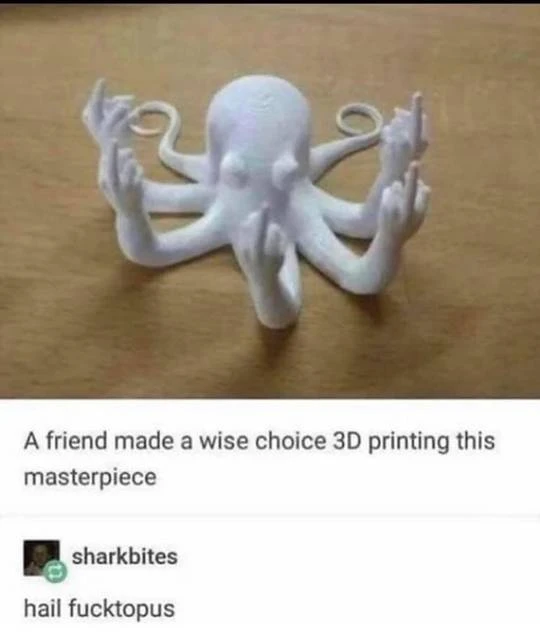 A friend made a wise choice 3D printing this
masterpiece
sharkbites
hail fucktopus